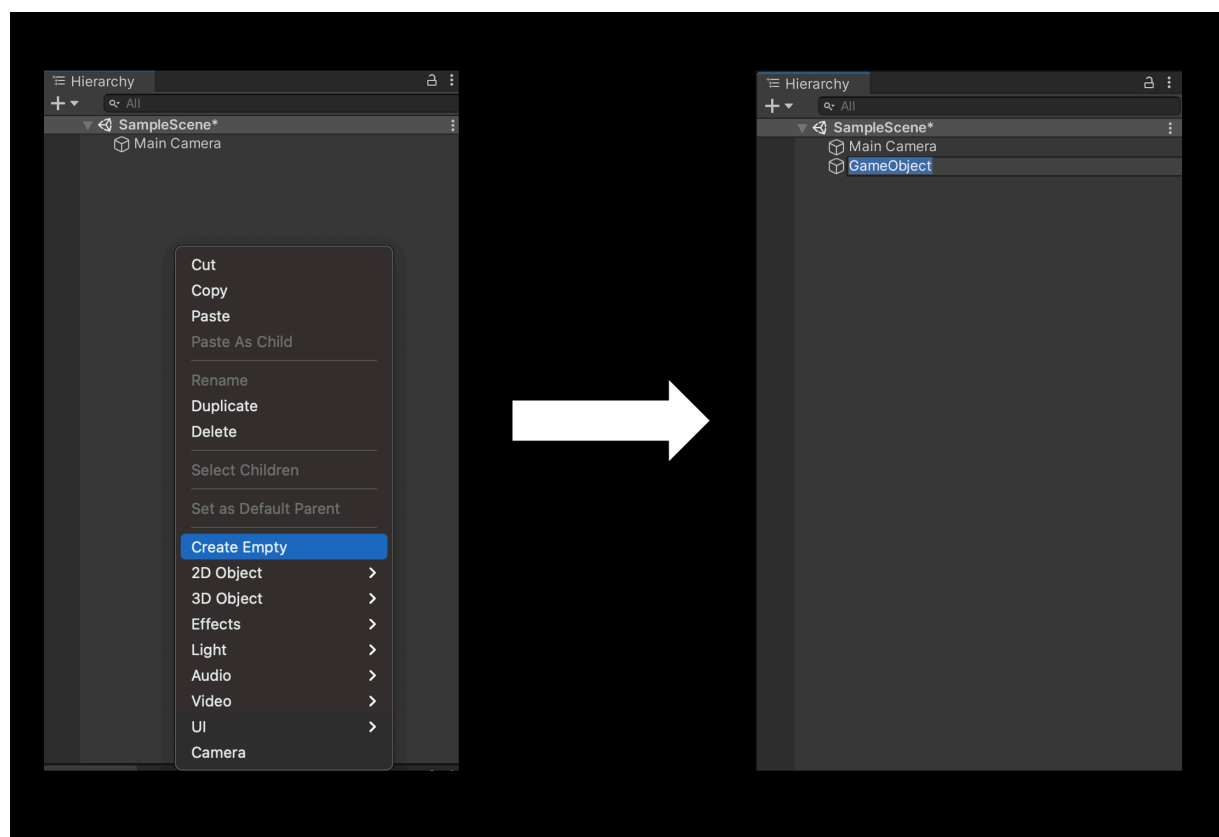 Hierarchy
All
SampleScene*
Main Camera
Cut
Copy
Paste
Paste As Child
Rename
Duplicate
Delete
Select Children
Set as Default Parent
Create Empty
2D Object
3D Object
Effects
Light
Audio
Video
UI
Camera
Hierarchy
All
SampleScene*
Main Camera
GameObject